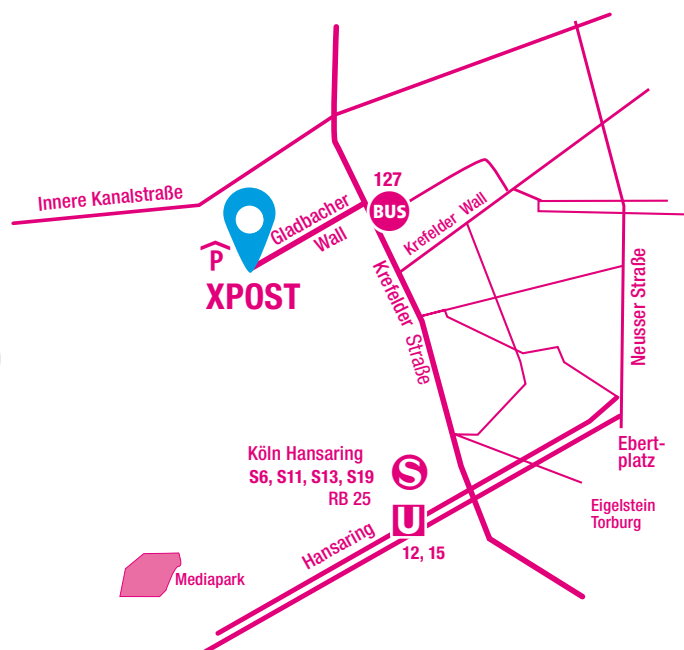 127
BUS
Innere Kanalstraße
Gladbacher
Wall
Krefelder Wall
P
XPOST
Krefelder Straße
Neusser Straße
Köln Hansaring
S6, S11, S13, S19
RB 25
S
U
12, 15
Hansaring
Ebert-
platz
Eigelstein
Torburg
Mediapark